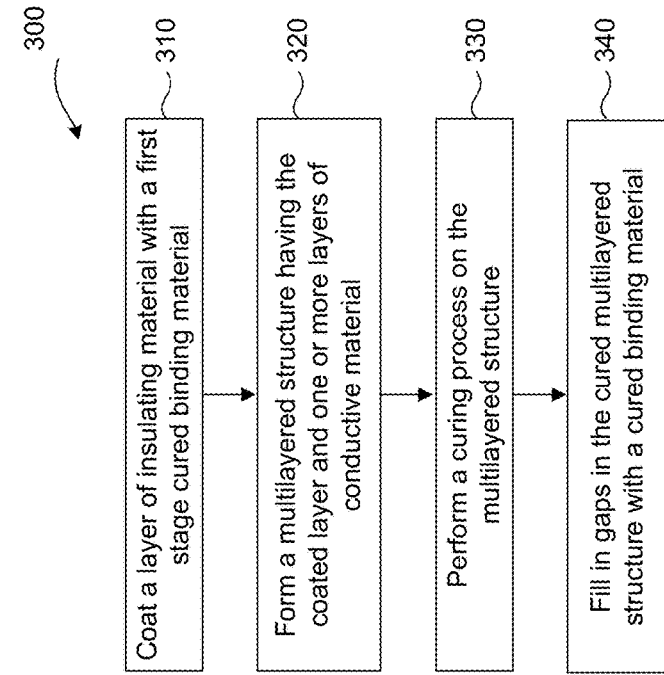 300
310
Coat a layer of insulating material with a first
stage cured binding material
320
Form a multilayered structure having the
coated layer and one or more layers of
conductive material
330
Perform a curing process on the
multilayered structure
340
Fill in gaps in the cured multilayered
structure with a cured binding material